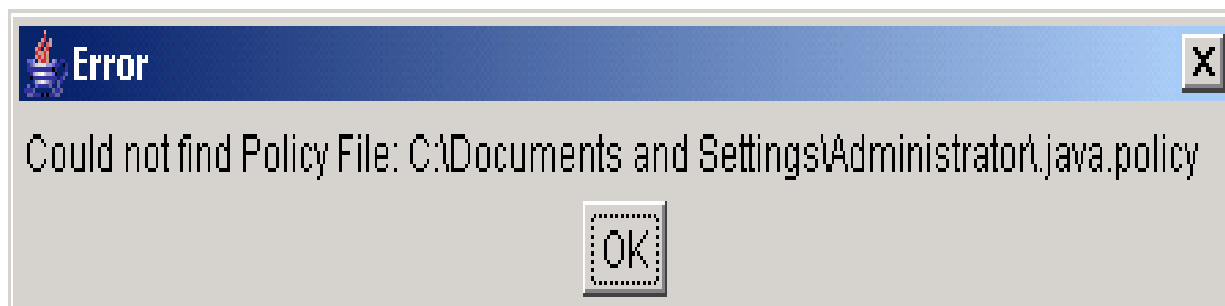 Error
X
Could not find Policy File: C:\Documents and Settings\Administrator\.java.policy
OK